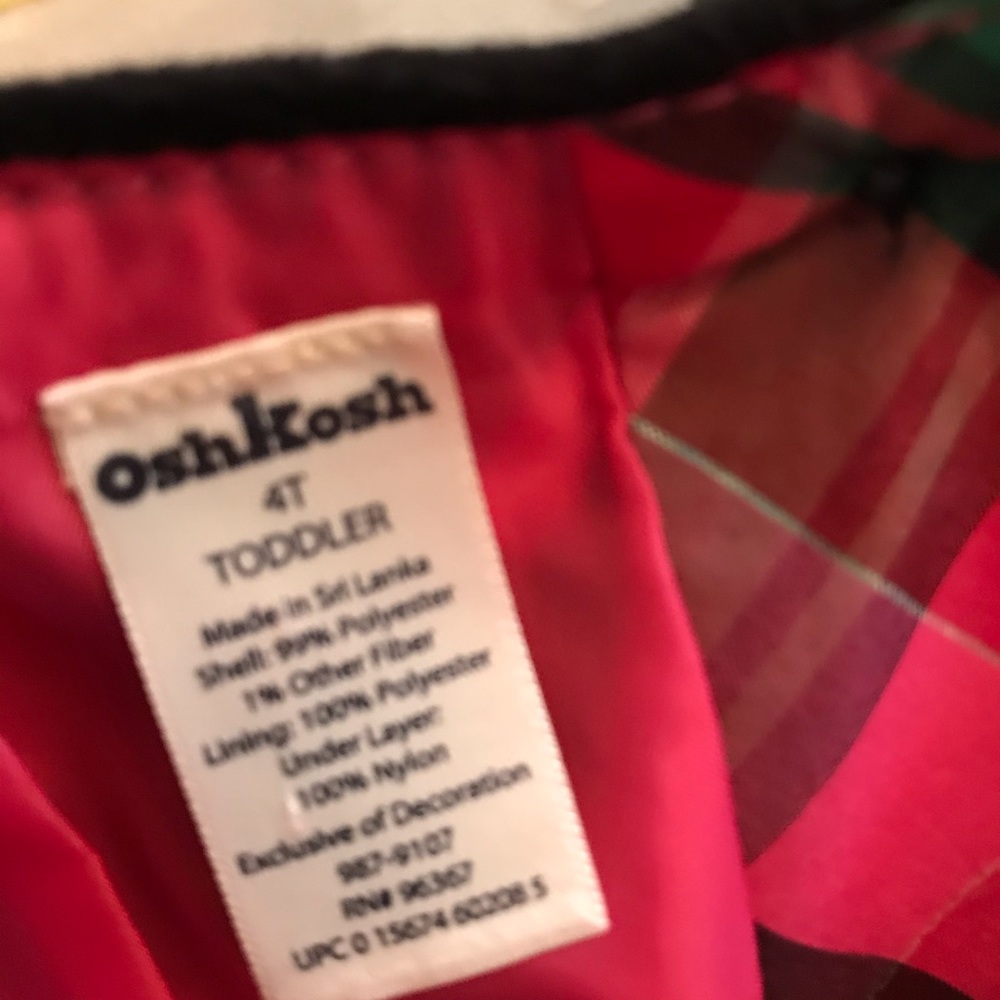 OshKosh
4T
TODDLER
Made in Sri Lanka
Shell: 99% Polyester
1% Other Fiber
Lining: 100% Polyester
Under Layer:
100% Nylon
Exclusive of Decoration
987-9107
RN# 96367
UPC 0 15674 60208 5